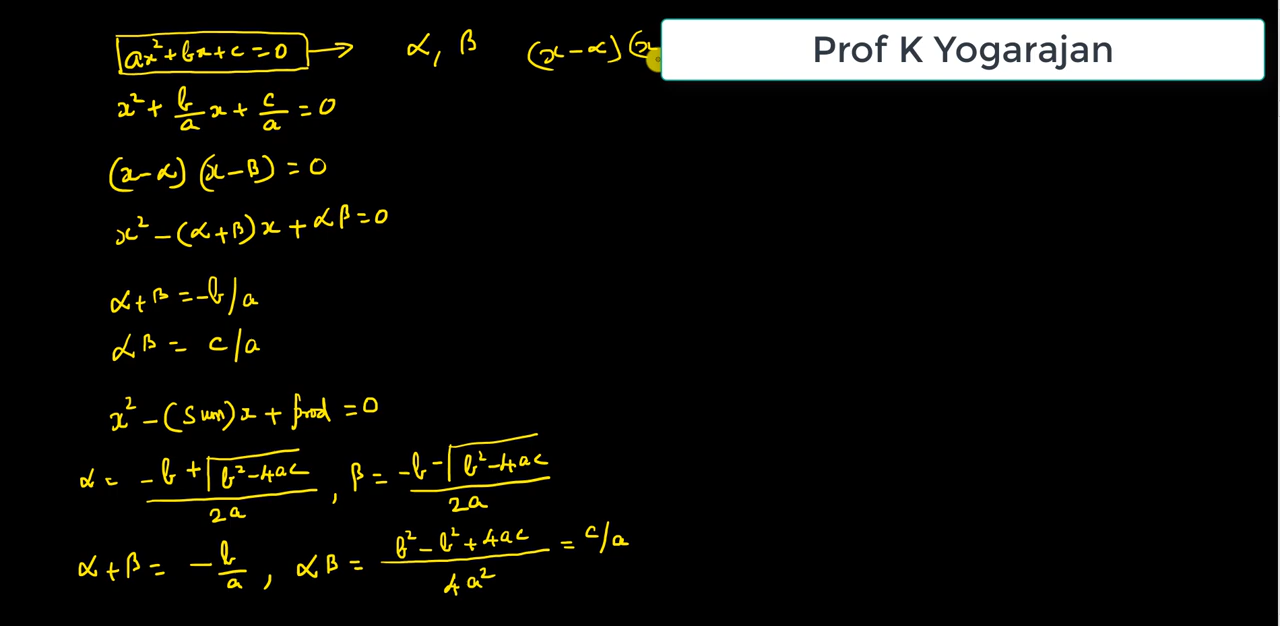 ax²+bx+c=0 → α, β (x-α)(x
Prof K Yogarajan
x²+ b/a x + c/a = 0
(x-α) (x-β) = 0
x² - (α+β)x + αβ = 0
α+β = -b/a
αβ = c/a
x² - (Sum)x + prod = 0
α = (-b+√(b²-4ac))/2a , β = (-b-√(b²-4ac))/2a
α+β = -b/a , αβ = (b²-b²+4ac)/4a² = c/a